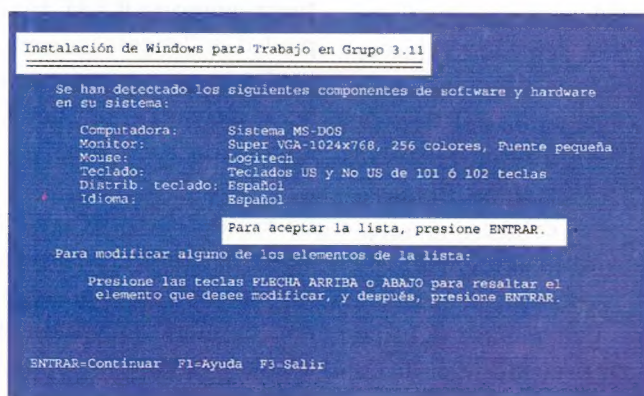 Instalación de Windows para Trabajo en Grupo 3.11
Se han detectado los siguientes componentes de software y hardware
en su sistema:
Computadora: Sistema MS-DOS
Monitor: Super VGA-1024x768, 256 colores, Fuente pequeña
Mouse: Logitech
Teclado: Teclados US y No US de 101 ó 102 teclas
Distrib. teclado: Español
Idioma: Español
Para aceptar la lista, presione ENTRAR.
Para modificar alguno de los elementos de la lista:
Presione las teclas FLECHA ARRIBA o ABAJO para resaltar el
elemento que desee modificar, y después, presione ENTRAR.
ENTRAR=Continuar F1=Ayuda F3=Salir